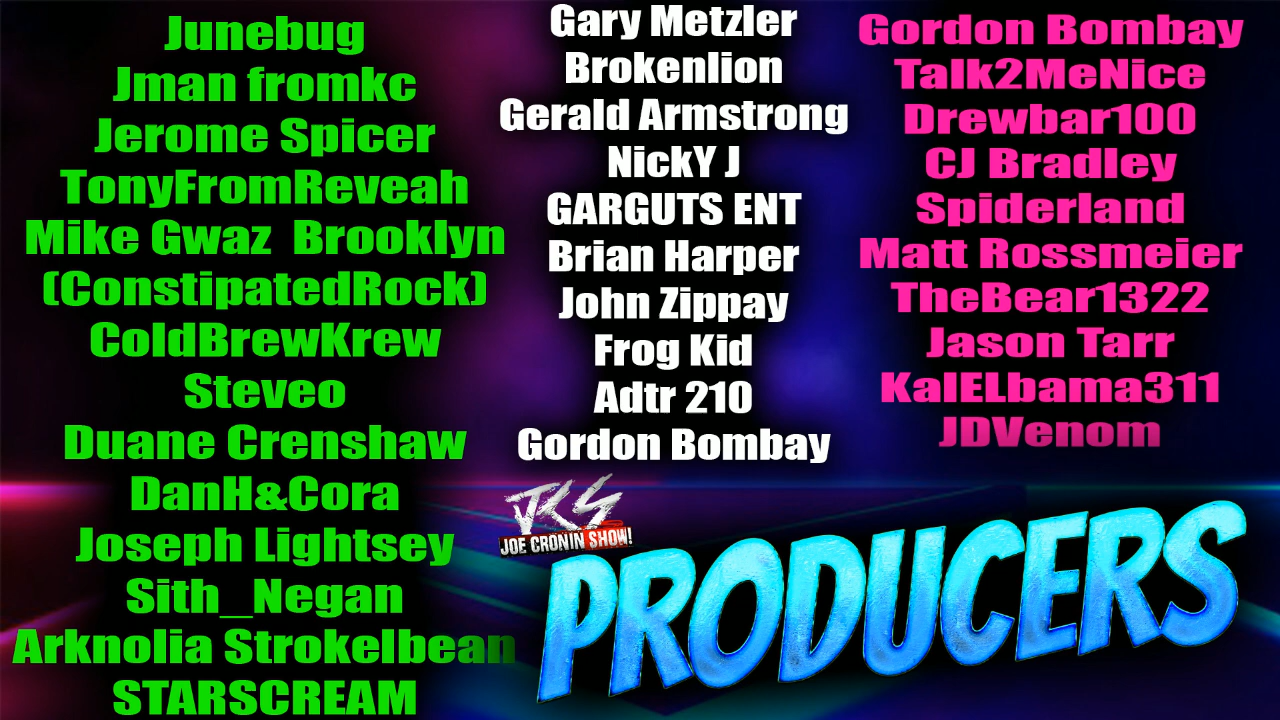 Junebug
Jman fromkc
Jerome Spicer
TonyFromReveah
Mike Gwaz  Brooklyn
(ConstipatedRock)
ColdBrewKrew
Steveo
Duane Crenshaw
DanH&Cora
Joseph Lightsey
Sith_Negan
Arknolia Strokelbean
STARSCREAM
Gary Metzler
Brokenlion
Gerald Armstrong
NickY J
GARGUTS ENT
Brian Harper
John Zippay
Frog Kid
Adtr 210
Gordon Bombay
Gordon Bombay
Talk2MeNice
Drewbar100
CJ Bradley
Spiderland
Matt Rossmeier
TheBear1322
Jason Tarr
KalELbama311
JDVenom
JCS
JOE CRONIN SHOW!
PRODUCERS